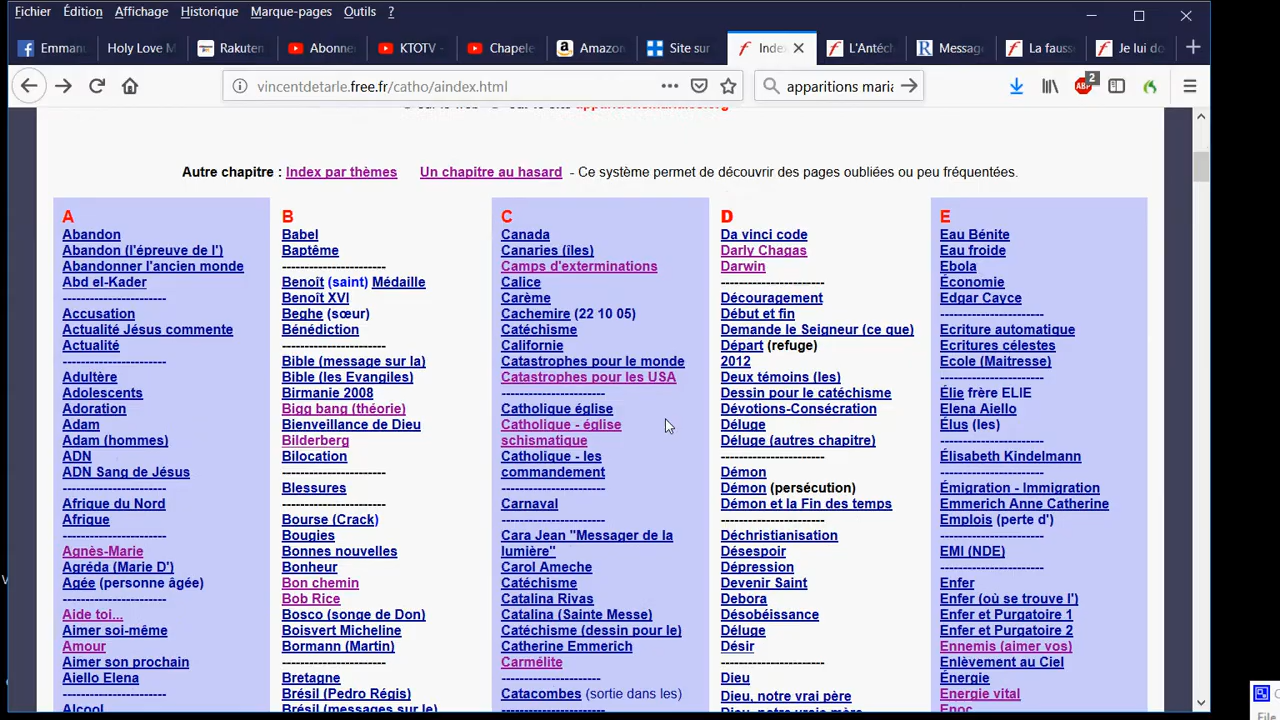 Fichier Édition Affichage Historique Marque-pages Outils ?
Emmanu Holy Love M Rakuten Abonne KTOTV - Chapele Amazon Site sur Index L'Antéch Message La fauss Je lui do
vincentdetarle.free.fr/catho/aindex.html apparitions maria ABP 2
Autre chapitre : Index par thèmes Un chapitre au hasard - Ce système permet de découvrir des pages oubliées ou peu fréquentées.
A
Abandon
Abandon (l'épreuve de l')
Abandonner l'ancien monde
Abd el-Kader
-----------------------
Accusation
Actualité Jésus commente
Actualité
-----------------------
Adultère
Adolescents
Adoration
Adam
Adam (hommes)
ADN
ADN Sang de Jésus
-----------------------
Afrique du Nord
Afrique
-----------------------
Agnès-Marie
Agréda (Marie D')
Agée (personne âgée)
-----------------------
Aide toi...
Aimer soi-même
Amour
Aimer son prochain
Aiello Elena
-----------------------
Alcool
B
Babel
Baptême
-----------------------
Benoît (saint) Médaille
Benoît XVI
Beghe (sœur)
Bénédiction
-----------------------
Bible (message sur la)
Bible (les Evangiles)
Birmanie 2008
Bigg bang (théorie)
Bienveillance de Dieu
Bilderberg
Bilocation
-----------------------
Blessures
-----------------------
Bourse (Crack)
Bougies
Bonnes nouvelles
Bonheur
Bon chemin
Bob Rice
Bosco (songe de Don)
Boisvert Micheline
Bormann (Martin)
-----------------------
Bretagne
Brésil (Pedro Régis)
Brésil (messages sur le)
C
Canada
Canaries (îles)
Camps d'exterminations
Calice
Carème
Cachemire (22 10 05)
Catéchisme
Californie
Catastrophes pour le monde
Catastrophes pour les USA
-----------------------
Catholique église
Catholique - église
schismatique
Catholique - les
commandement
-----------------------
Carnaval
-----------------------
Cara Jean "Messager de la
lumière"
Carol Ameche
Catéchisme
Catalina Rivas
Catalina (Sainte Messe)
Catéchisme (dessin pour le)
Catherine Emmerich
Carmélite
-----------------------
Catacombes (sortie dans les)
-----------------------
D
Da vinci code
Darly Chagas
Darwin
-----------------------
Découragement
Début et fin
Demande le Seigneur (ce que)
Départ (refuge)
2012
Deux témoins (les)
Dessin pour le catéchisme
Dévotions-Consécration
Déluge
Déluge (autres chapitre)
-----------------------
Démon
Démon (persécution)
Démon et la Fin des temps
-----------------------
Déchristianisation
Désespoir
Dépression
Devenir Saint
Debora
Désobéissance
Déluge
Désir
-----------------------
Dieu
Dieu, notre vrai père
Dieu, notre vrai mère
E
Eau Bénite
Eau froide
Ebola
Économie
Edgar Cayce
-----------------------
Ecriture automatique
Ecritures célestes
Ecole (Maitresse)
-----------------------
Élie frère ELIE
Elena Aiello
Élus (les)
-----------------------
Élisabeth Kindelmann
-----------------------
Émigration - Immigration
Emmerich Anne Catherine
Emplois (perte d')
-----------------------
EMI (NDE)
-----------------------
Enfer
Enfer (où se trouve l')
Enfer et Purgatoire 1
Enfer et Purgatoire 2
Ennemis (aimer vos)
Enlèvement au Ciel
Énergie
Energie vital
Enoc